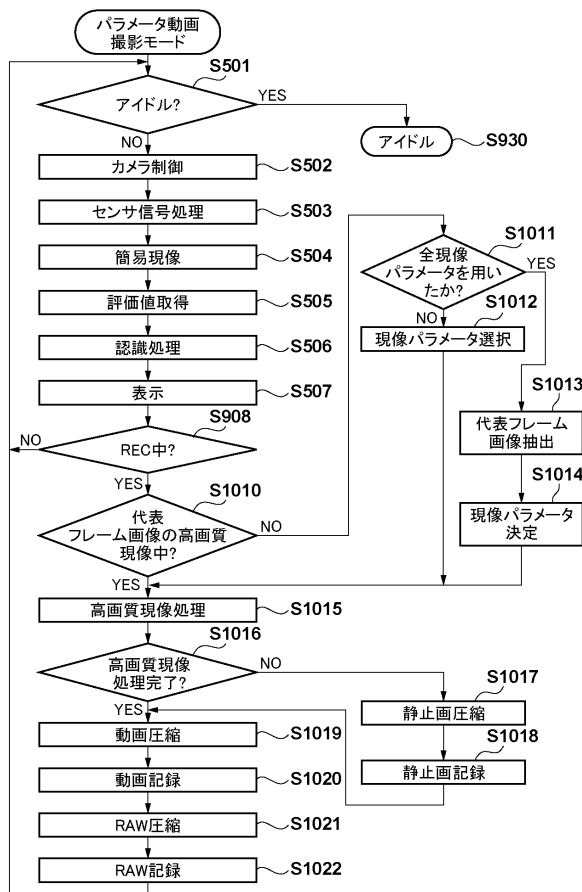 パラメータ動画
撮影モード
S501
アイドル?
YES
NO
アイドル
S930
カメラ制御
S502
センサ信号処理
S503
簡易現像
S504
評価値取得
S505
認識処理
S506
表示
S507
S908
NO
REC中?
YES
S1010
代表
フレーム画像の高画質
現像中?
NO
YES
S1011
全現像
パラメータを用い
たか?
YES
NO
S1012
現像パラメータ選択
S1013
代表フレーム
画像抽出
S1014
現像パラメータ
決定
高画質現像処理
S1015
S1016
高画質現像
処理完了?
NO
YES
S1017
静止画圧縮
S1018
静止画記録
動画圧縮
S1019
動画記録
S1020
RAW圧縮
S1021
RAW記録
S1022